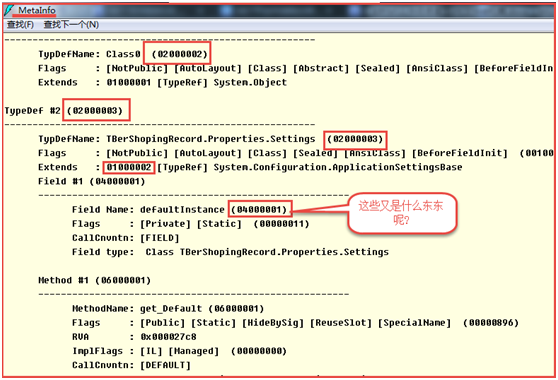 MetaInfo
查找(F) 查找下一个(N)
TypDefName: Class0 (02000002)
Flags : [NotPublic] [AutoLayout] [Class] [Abstract] [Sealed] [AnsiClass] [BeforeFieldIn
Extends : 01000001 [TypeRef] System.Object
TypeDef #2 (02000003)
TypDefName: TBerShopingRecord.Properties.Settings (02000003)
Flags : [NotPublic] [AutoLayout] [Class] [Sealed] [AnsiClass] [BeforeFieldInit] (00100
Extends : 01000002 [TypeRef] System.Configuration.ApplicationSettingsBase
Field #1 (04000001)
Field Name: defaultInstance (04000001)
Flags : [Private] [Static] (00000011)
CallCnvntn: [FIELD]
Field type: Class TBerShopingRecord.Properties.Settings
这些又是什么东东
呢?
Method #1 (06000001)
MethodName: get_Default (06000001)
Flags : [Public] [Static] [HideBySig] [ReuseSlot] [SpecialName] (00000896)
RVA : 0x000027c8
ImplFlags : [IL] [Managed] (00000000)
CallCnvntn: [DEFAULT]